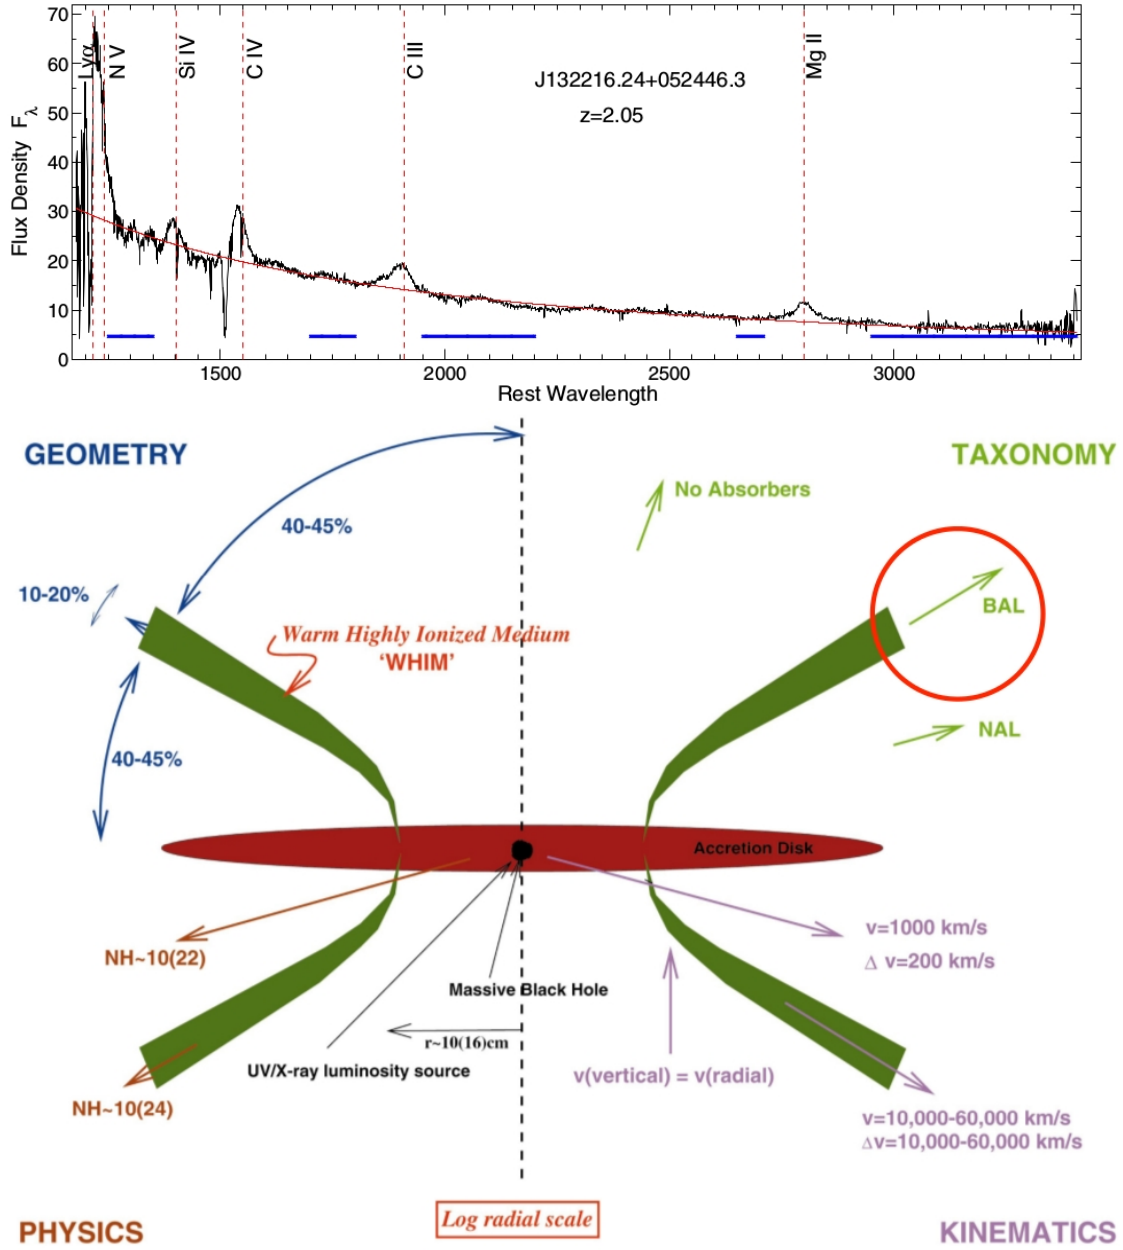 70
60
50
40
30
20
10
0
Flux Density Fλ
Lyα
N V
Si IV
C IV
C III
Mg II
J132216.24+052446.3
z=2.05
1500
2000
2500
3000
Rest Wavelength
GEOMETRY
TAXONOMY
No Absorbers
40-45%
10-20%
BAL
Warm Highly Ionized Medium
‘WHIM’
NAL
40-45%
Accretion Disk
v=1000 km/s
Δ v=200 km/s
NH~10(22)
Massive Black Hole
r~10(16)cm
UV/X-ray luminosity source
v(vertical) = v(radial)
NH~10(24)
v=10,000-60,000 km/s
Δv=10,000-60,000 km/s
Log radial scale
PHYSICS
KINEMATICS